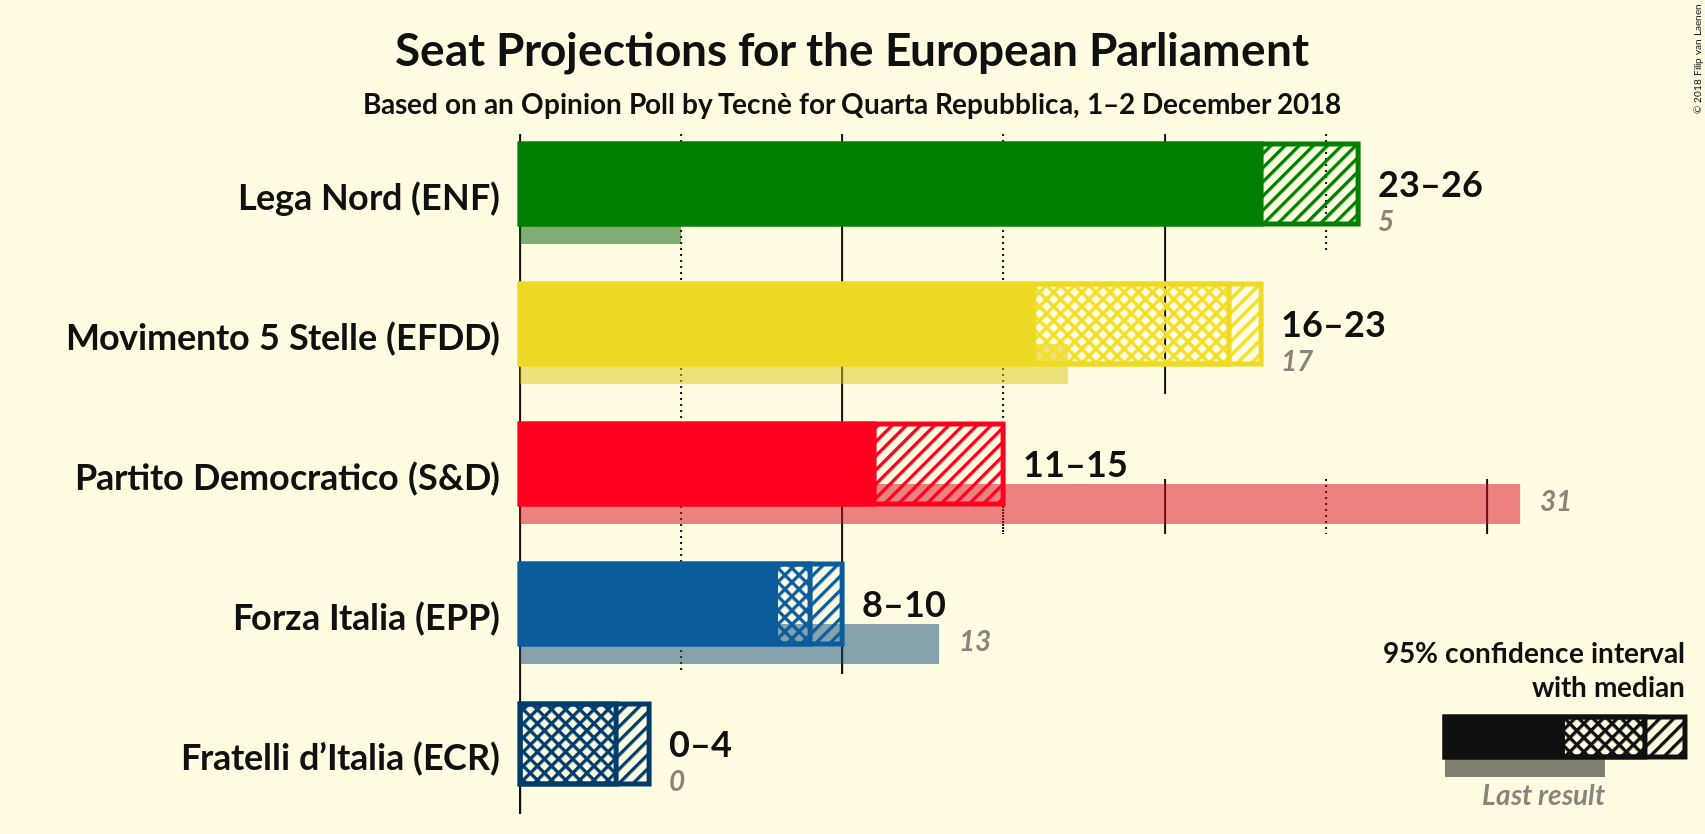 Seat Projections for the European Parliament
Based on an Opinion Poll by Tecnè for Quarta Repubblica, 1–2 December 2018
© 2018 Filip van Laenen
Lega Nord (ENF)
23–26
5
Movimento 5 Stelle (EFDD)
16–23
17
Partito Democratico (S&D)
11–15
31
Forza Italia (EPP)
8–10
13
Fratelli d’Italia (ECR)
0–4
0
95% confidence interval
with median
Last result